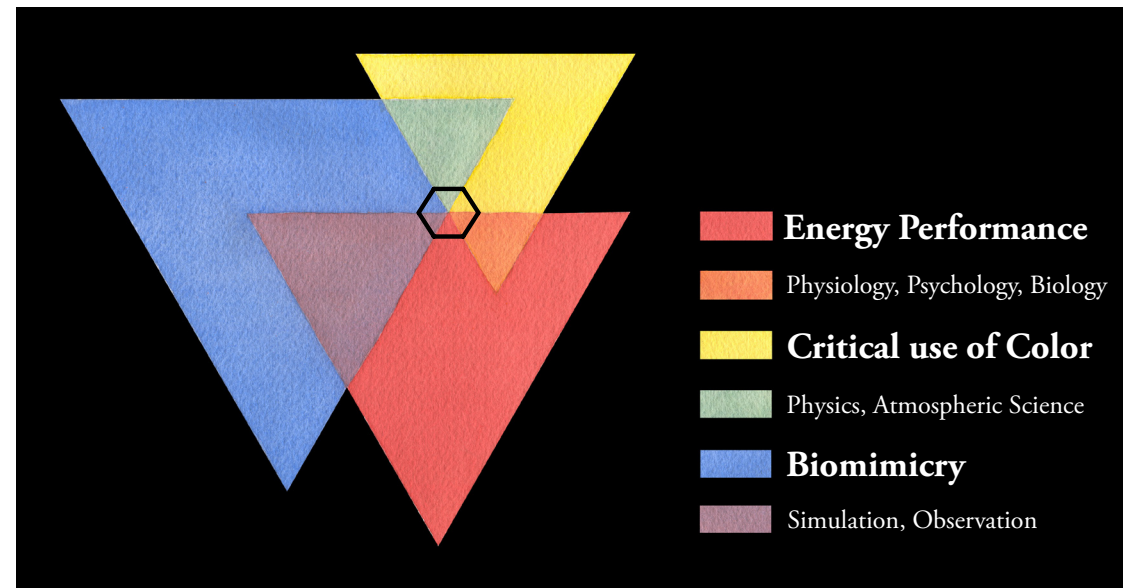 Energy Performance
Physiology, Psychology, Biology
Critical use of Color
Physics, Atmospheric Science
Biomimicry
Simulation, Observation